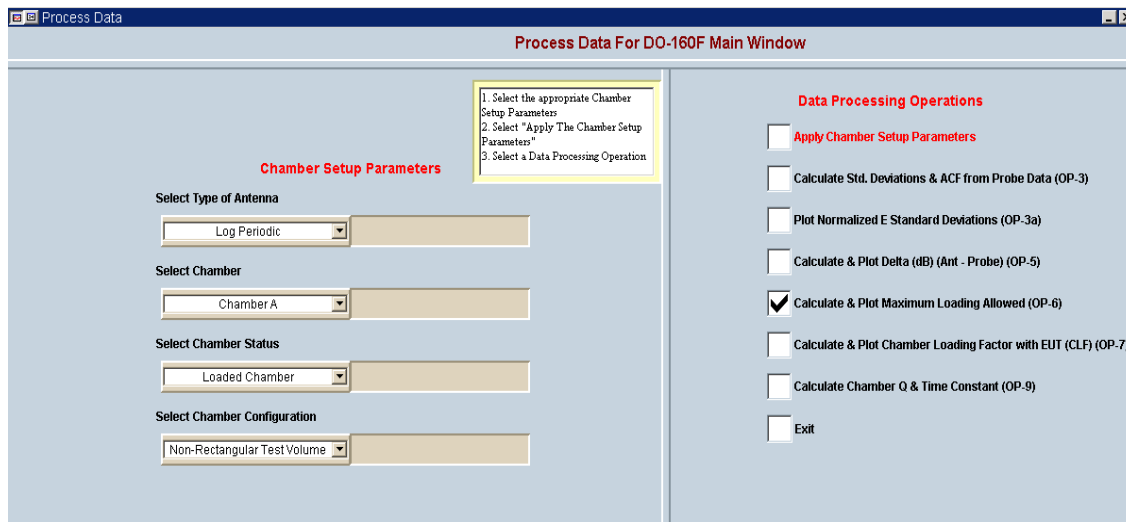 Process Data
Process Data For DO-160F Main Window
1. Select the appropriate Chamber
Setup Parameters
2. Select "Apply The Chamber Setup
Parameters"
3. Select a Data Processing Operation
Chamber Setup Parameters
Select Type of Antenna
Log Periodic
Select Chamber
Chamber A
Select Chamber Status
Loaded Chamber
Select Chamber Configuration
Non-Rectangular Test Volume
Data Processing Operations
Apply Chamber Setup Parameters
Calculate Std. Deviations & ACF from Probe Data (OP-3)
Plot Normalized E Standard Deviations (OP-3a)
Calculate & Plot Delta (dB) (Ant - Probe) (OP-5)
Calculate & Plot Maximum Loading Allowed (OP-6)
Calculate & Plot Chamber Loading Factor with EUT (CLF) (OP-7
Calculate Chamber Q & Time Constant (OP-9)
Exit